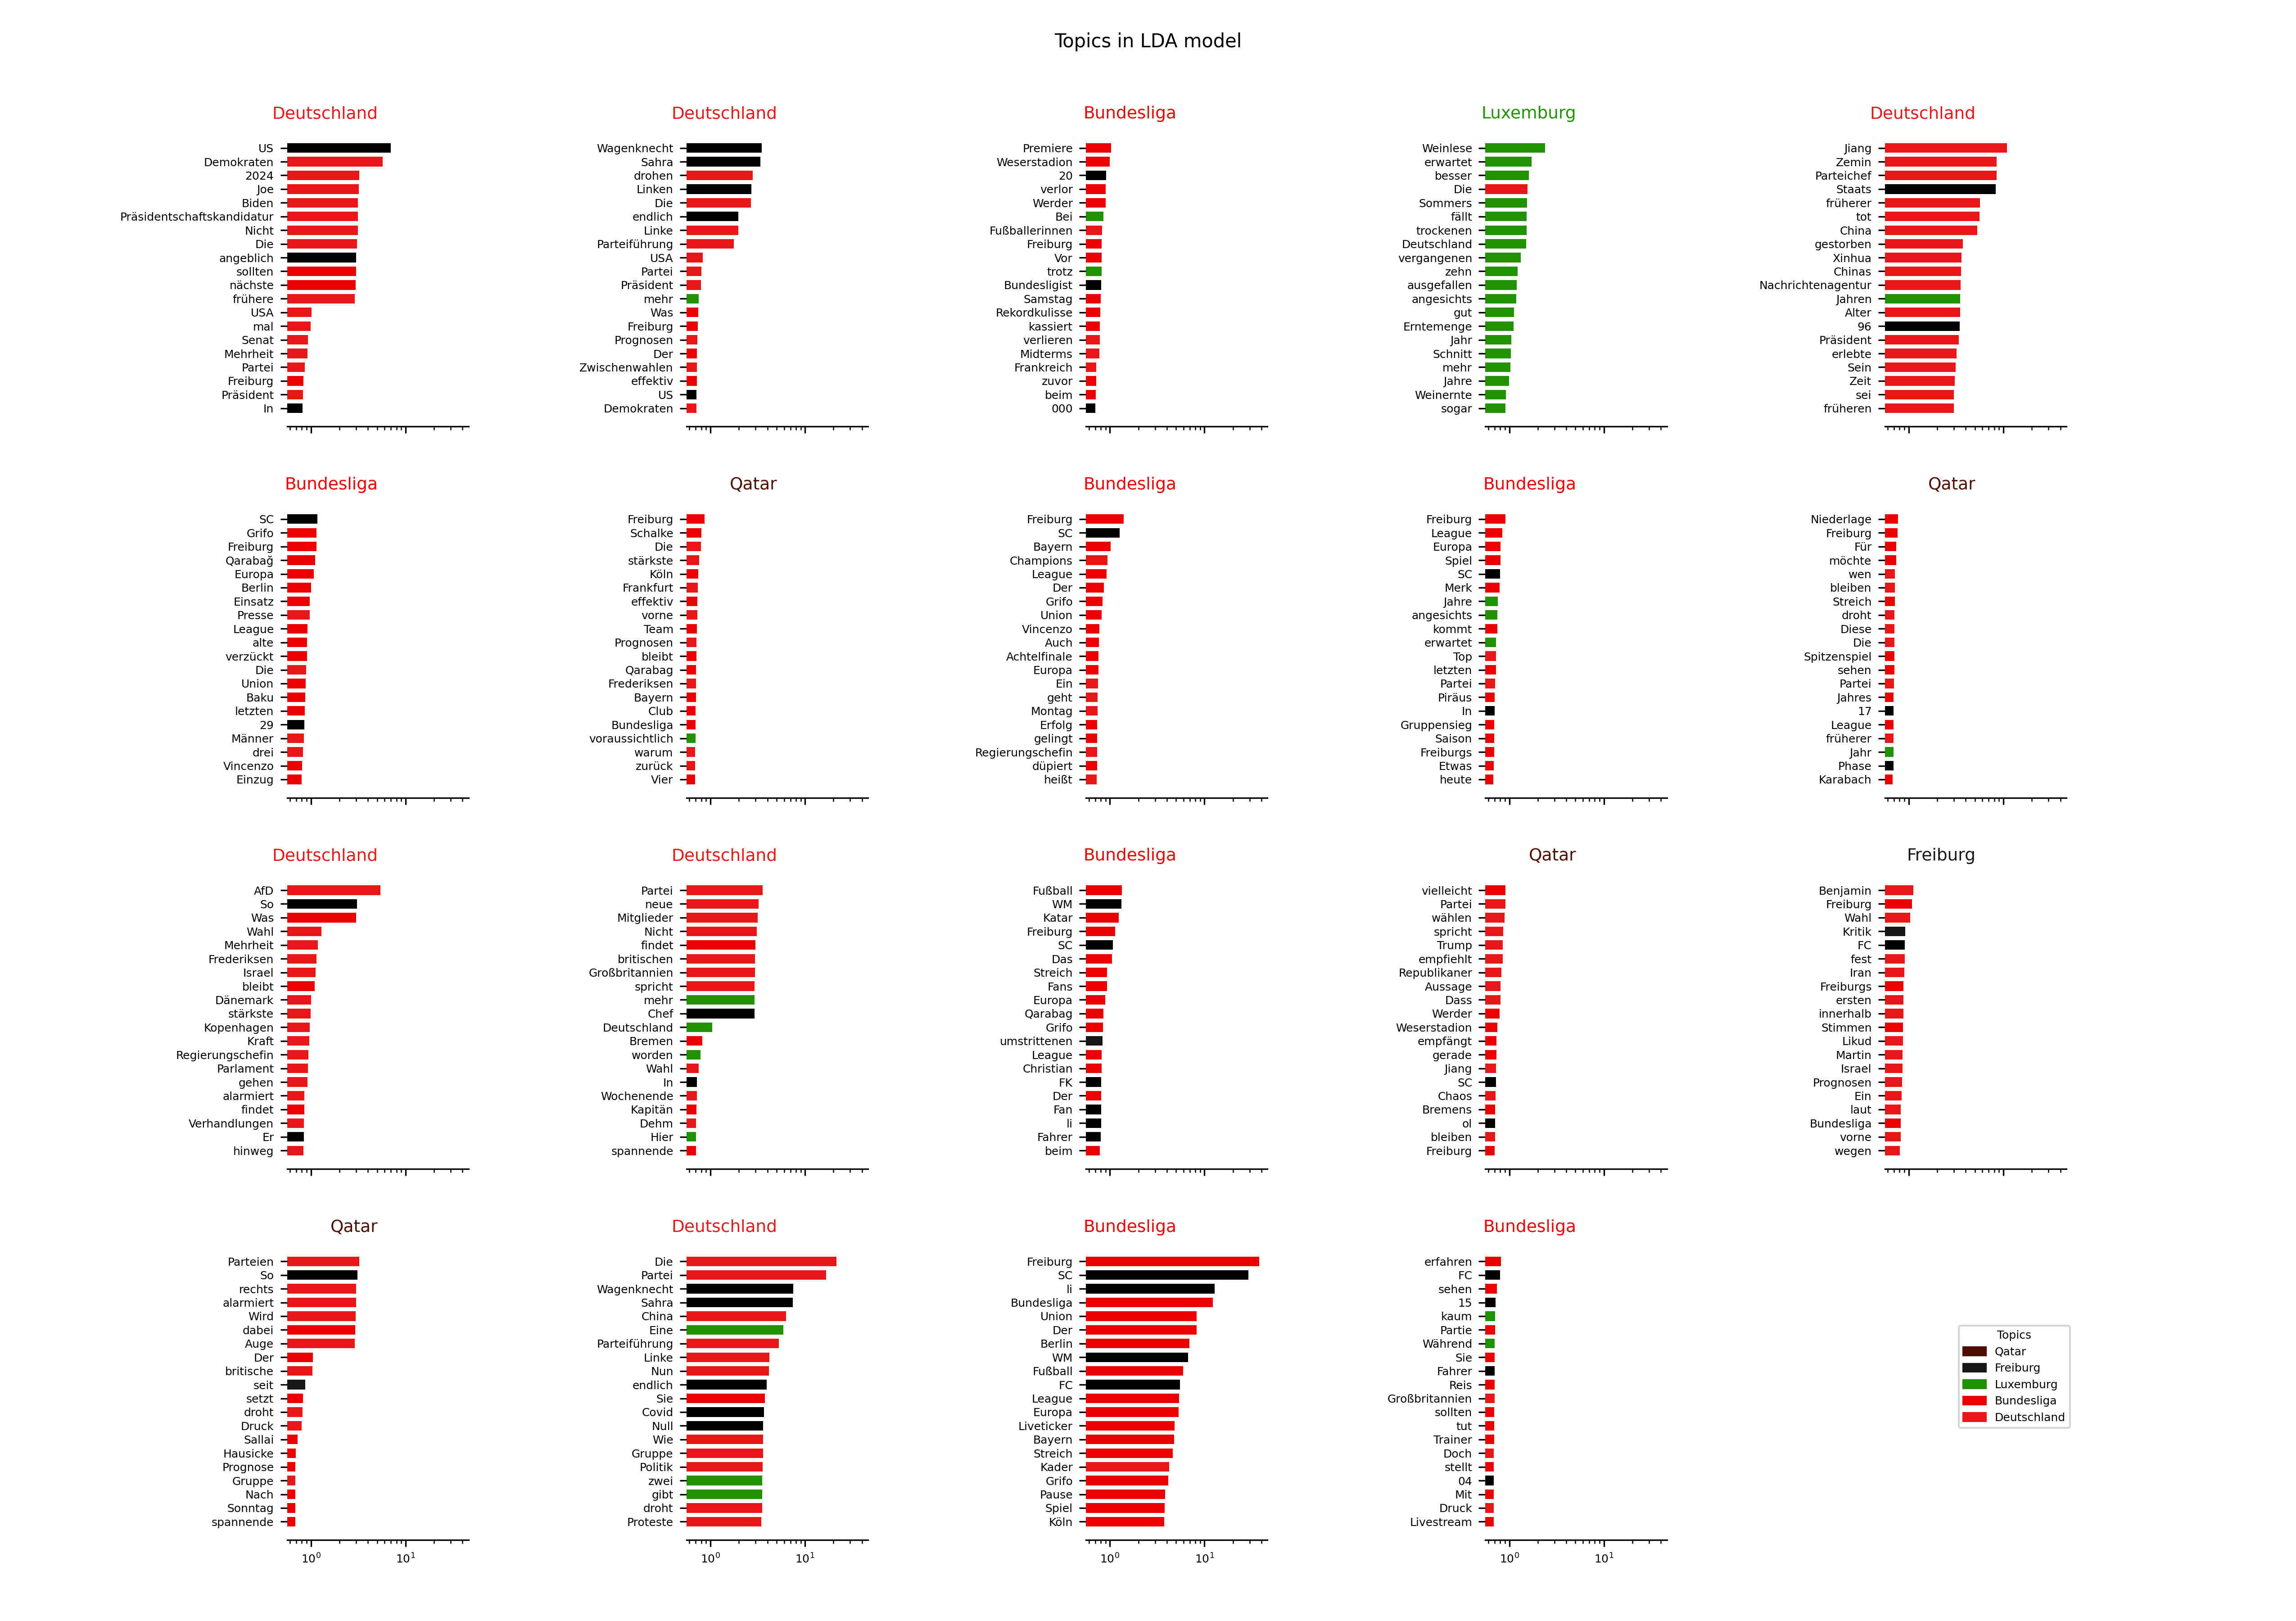 Topics in LDA model
Deutschland
US
Demokraten
2024
Joe
Biden
Präsidentschaftskandidatur
Nicht
Die
angeblich
sollten
nächste
frühere
USA
mal
Senat
Mehrheit
Partei
Freiburg
Präsident
In
Deutschland
Wagenknecht
Sahra
drohen
Linken
Die
endlich
Linke
Parteiführung
USA
Partei
Präsident
mehr
Was
Freiburg
Prognosen
Der
Zwischenwahlen
effektiv
US
Demokraten
Bundesliga
Premiere
Weserstadion
20
verlor
Werder
Bei
Fußballerinnen
Freiburg
Vor
trotz
Bundesligist
Samstag
Rekordkulisse
kassiert
verlieren
Midterms
Frankreich
zuvor
beim
000
Luxemburg
Weinlese
erwartet
besser
Die
Sommers
fällt
trockenen
Deutschland
vergangenen
zehn
ausgefallen
angesichts
gut
Erntemenge
Jahr
Schnitt
mehr
Jahre
Weinernte
sogar
Deutschland
Jiang
Zemin
Parteichef
Staats
früherer
tot
China
gestorben
Xinhua
Chinas
Nachrichtenagentur
Jahren
Alter
96
Präsident
erlebte
Sein
Zeit
sei
früheren
Bundesliga
SC
Grifo
Freiburg
Qarabağ
Europa
Berlin
Einsatz
Presse
League
alte
verzückt
Die
Union
Baku
letzten
29
Männer
drei
Vincenzo
Einzug
Qatar
Freiburg
Schalke
Die
stärkste
Köln
Frankfurt
effektiv
vorne
Team
Prognosen
bleibt
Qarabag
Frederiksen
Bayern
Club
Bundesliga
voraussichtlich
warum
zurück
Vier
Bundesliga
Freiburg
SC
Bayern
Champions
League
Der
Grifo
Union
Vincenzo
Auch
Achtelfinale
Europa
Ein
geht
Montag
Erfolg
gelingt
Regierungschefin
düpiert
heißt
Bundesliga
Freiburg
League
Europa
Spiel
SC
Merk
Jahre
angesichts
kommt
erwartet
Top
letzten
Partei
Piräus
In
Gruppensieg
Saison
Freiburgs
Etwas
heute
Qatar
Niederlage
Freiburg
Für
möchte
wen
bleiben
Streich
droht
Diese
Die
Spitzenspiel
sehen
Partei
Jahres
17
League
früherer
Jahr
Phase
Karabach
Deutschland
AfD
So
Was
Wahl
Mehrheit
Frederiksen
Israel
bleibt
Dänemark
stärkste
Kopenhagen
Kraft
Regierungschefin
Parlament
gehen
alarmiert
findet
Verhandlungen
Er
hinweg
Deutschland
Partei
neue
Mitglieder
Nicht
findet
britischen
Großbritannien
spricht
mehr
Chef
Deutschland
Bremen
worden
Wahl
In
Wochenende
Kapitän
Dehm
Hier
spannende
Bundesliga
Fußball
WM
Katar
Freiburg
SC
Das
Streich
Fans
Europa
Qarabag
Grifo
umstrittenen
League
Christian
FK
Der
Fan
li
Fahrer
beim
Qatar
vielleicht
Partei
wählen
spricht
Trump
empfiehlt
Republikaner
Aussage
Dass
Werder
Weserstadion
empfängt
gerade
Jiang
SC
Chaos
Bremens
ol
bleiben
Freiburg
Freiburg
Benjamin
Freiburg
Wahl
Kritik
FC
fest
Iran
Freiburgs
ersten
innerhalb
Stimmen
Likud
Martin
Israel
Prognosen
Ein
laut
Bundesliga
vorne
wegen
Qatar
Parteien
So
rechts
alarmiert
Wird
dabei
Auge
Der
britische
seit
setzt
droht
Druck
Sallai
Hausicke
Prognose
Gruppe
Nach
Sonntag
spannende
10⁰ 10¹
Deutschland
Die
Partei
Wagenknecht
Sahra
China
Eine
Parteiführung
Linke
Nun
endlich
Sie
Covid
Null
Wie
Gruppe
Politik
zwei
gibt
droht
Proteste
10⁰ 10¹
Bundesliga
Freiburg
SC
li
Bundesliga
Union
Der
Berlin
WM
Fußball
FC
League
Europa
Liveticker
Bayern
Streich
Kader
Grifo
Pause
Spiel
Köln
10⁰ 10¹
Bundesliga
erfahren
FC
sehen
15
kaum
Partie
Während
Sie
Fahrer
Reis
Großbritannien
sollten
tut
Trainer
Doch
stellt
04
Mit
Druck
Livestream
10⁰ 10¹
Topics
Qatar
Freiburg
Luxemburg
Bundesliga
Deutschland